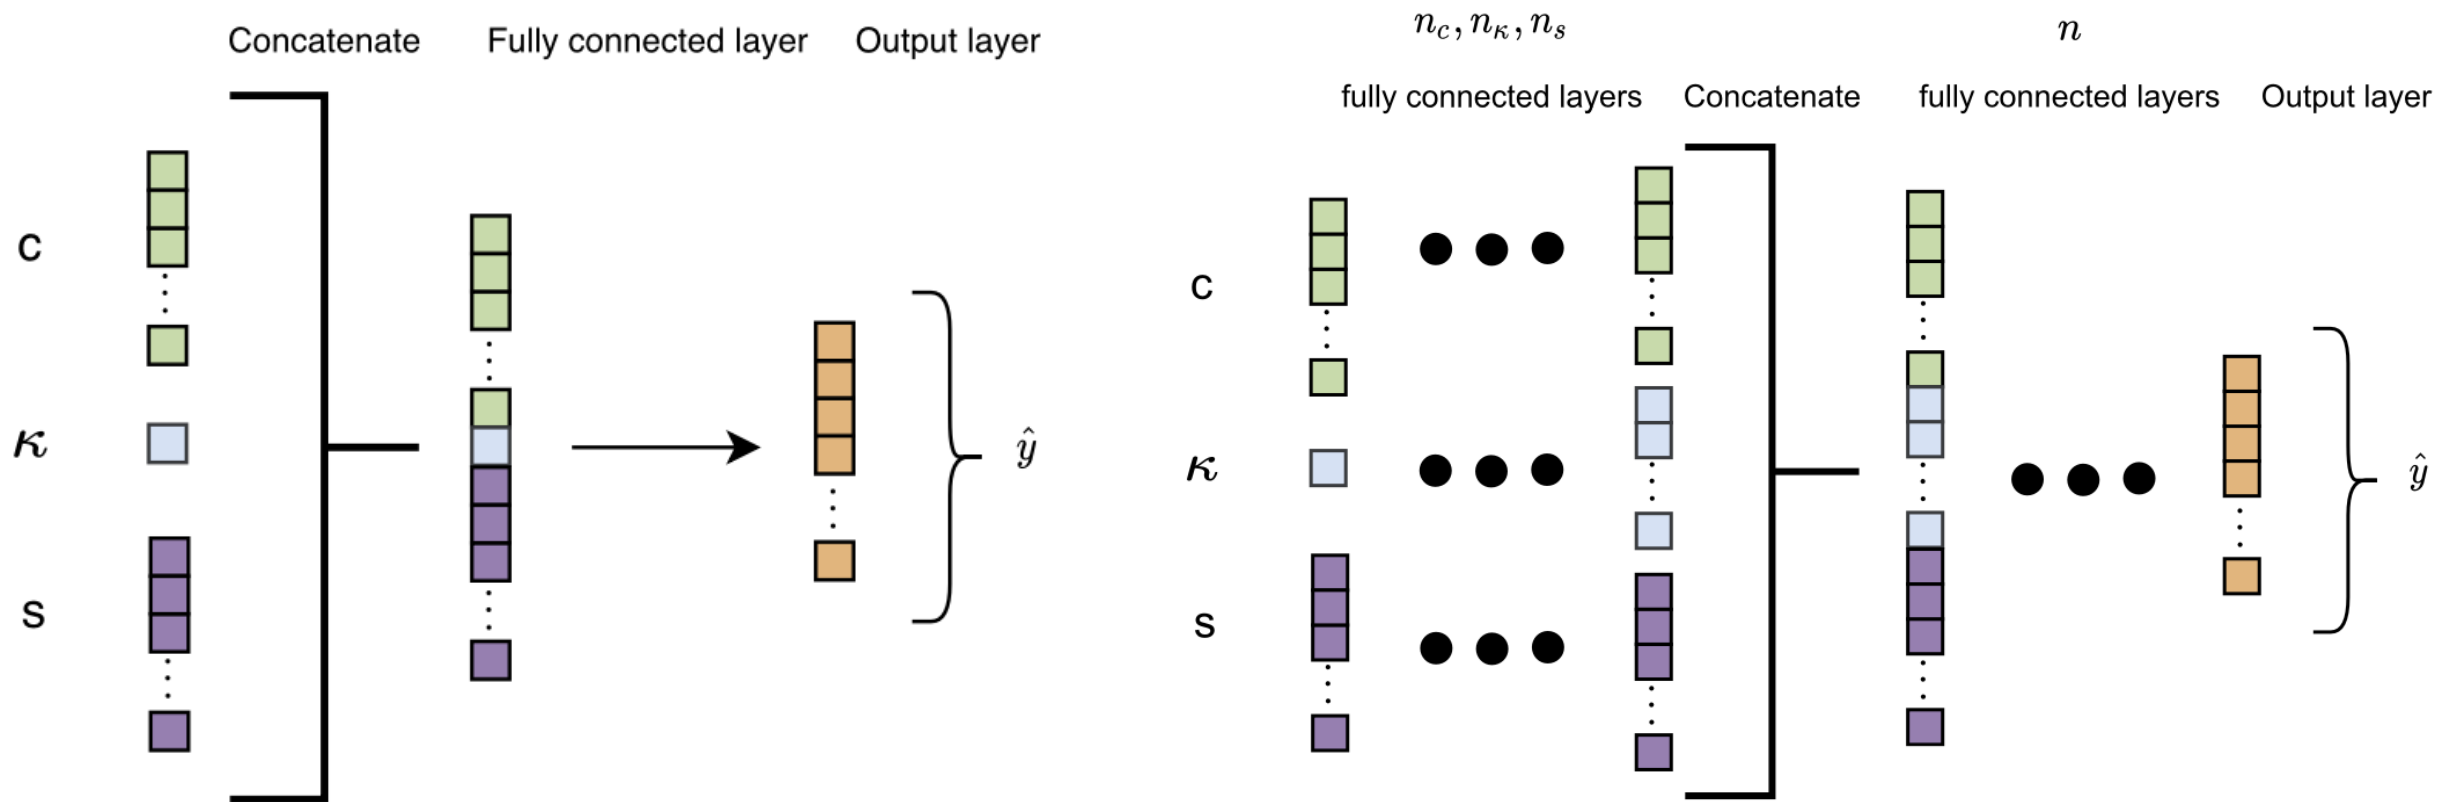 Concatenate Fully connected layer Output layer
c
κ
s
ŷ
n_c, n_κ, n_s n
fully connected layers Concatenate fully connected layers Output layer
c
κ
s
ŷ